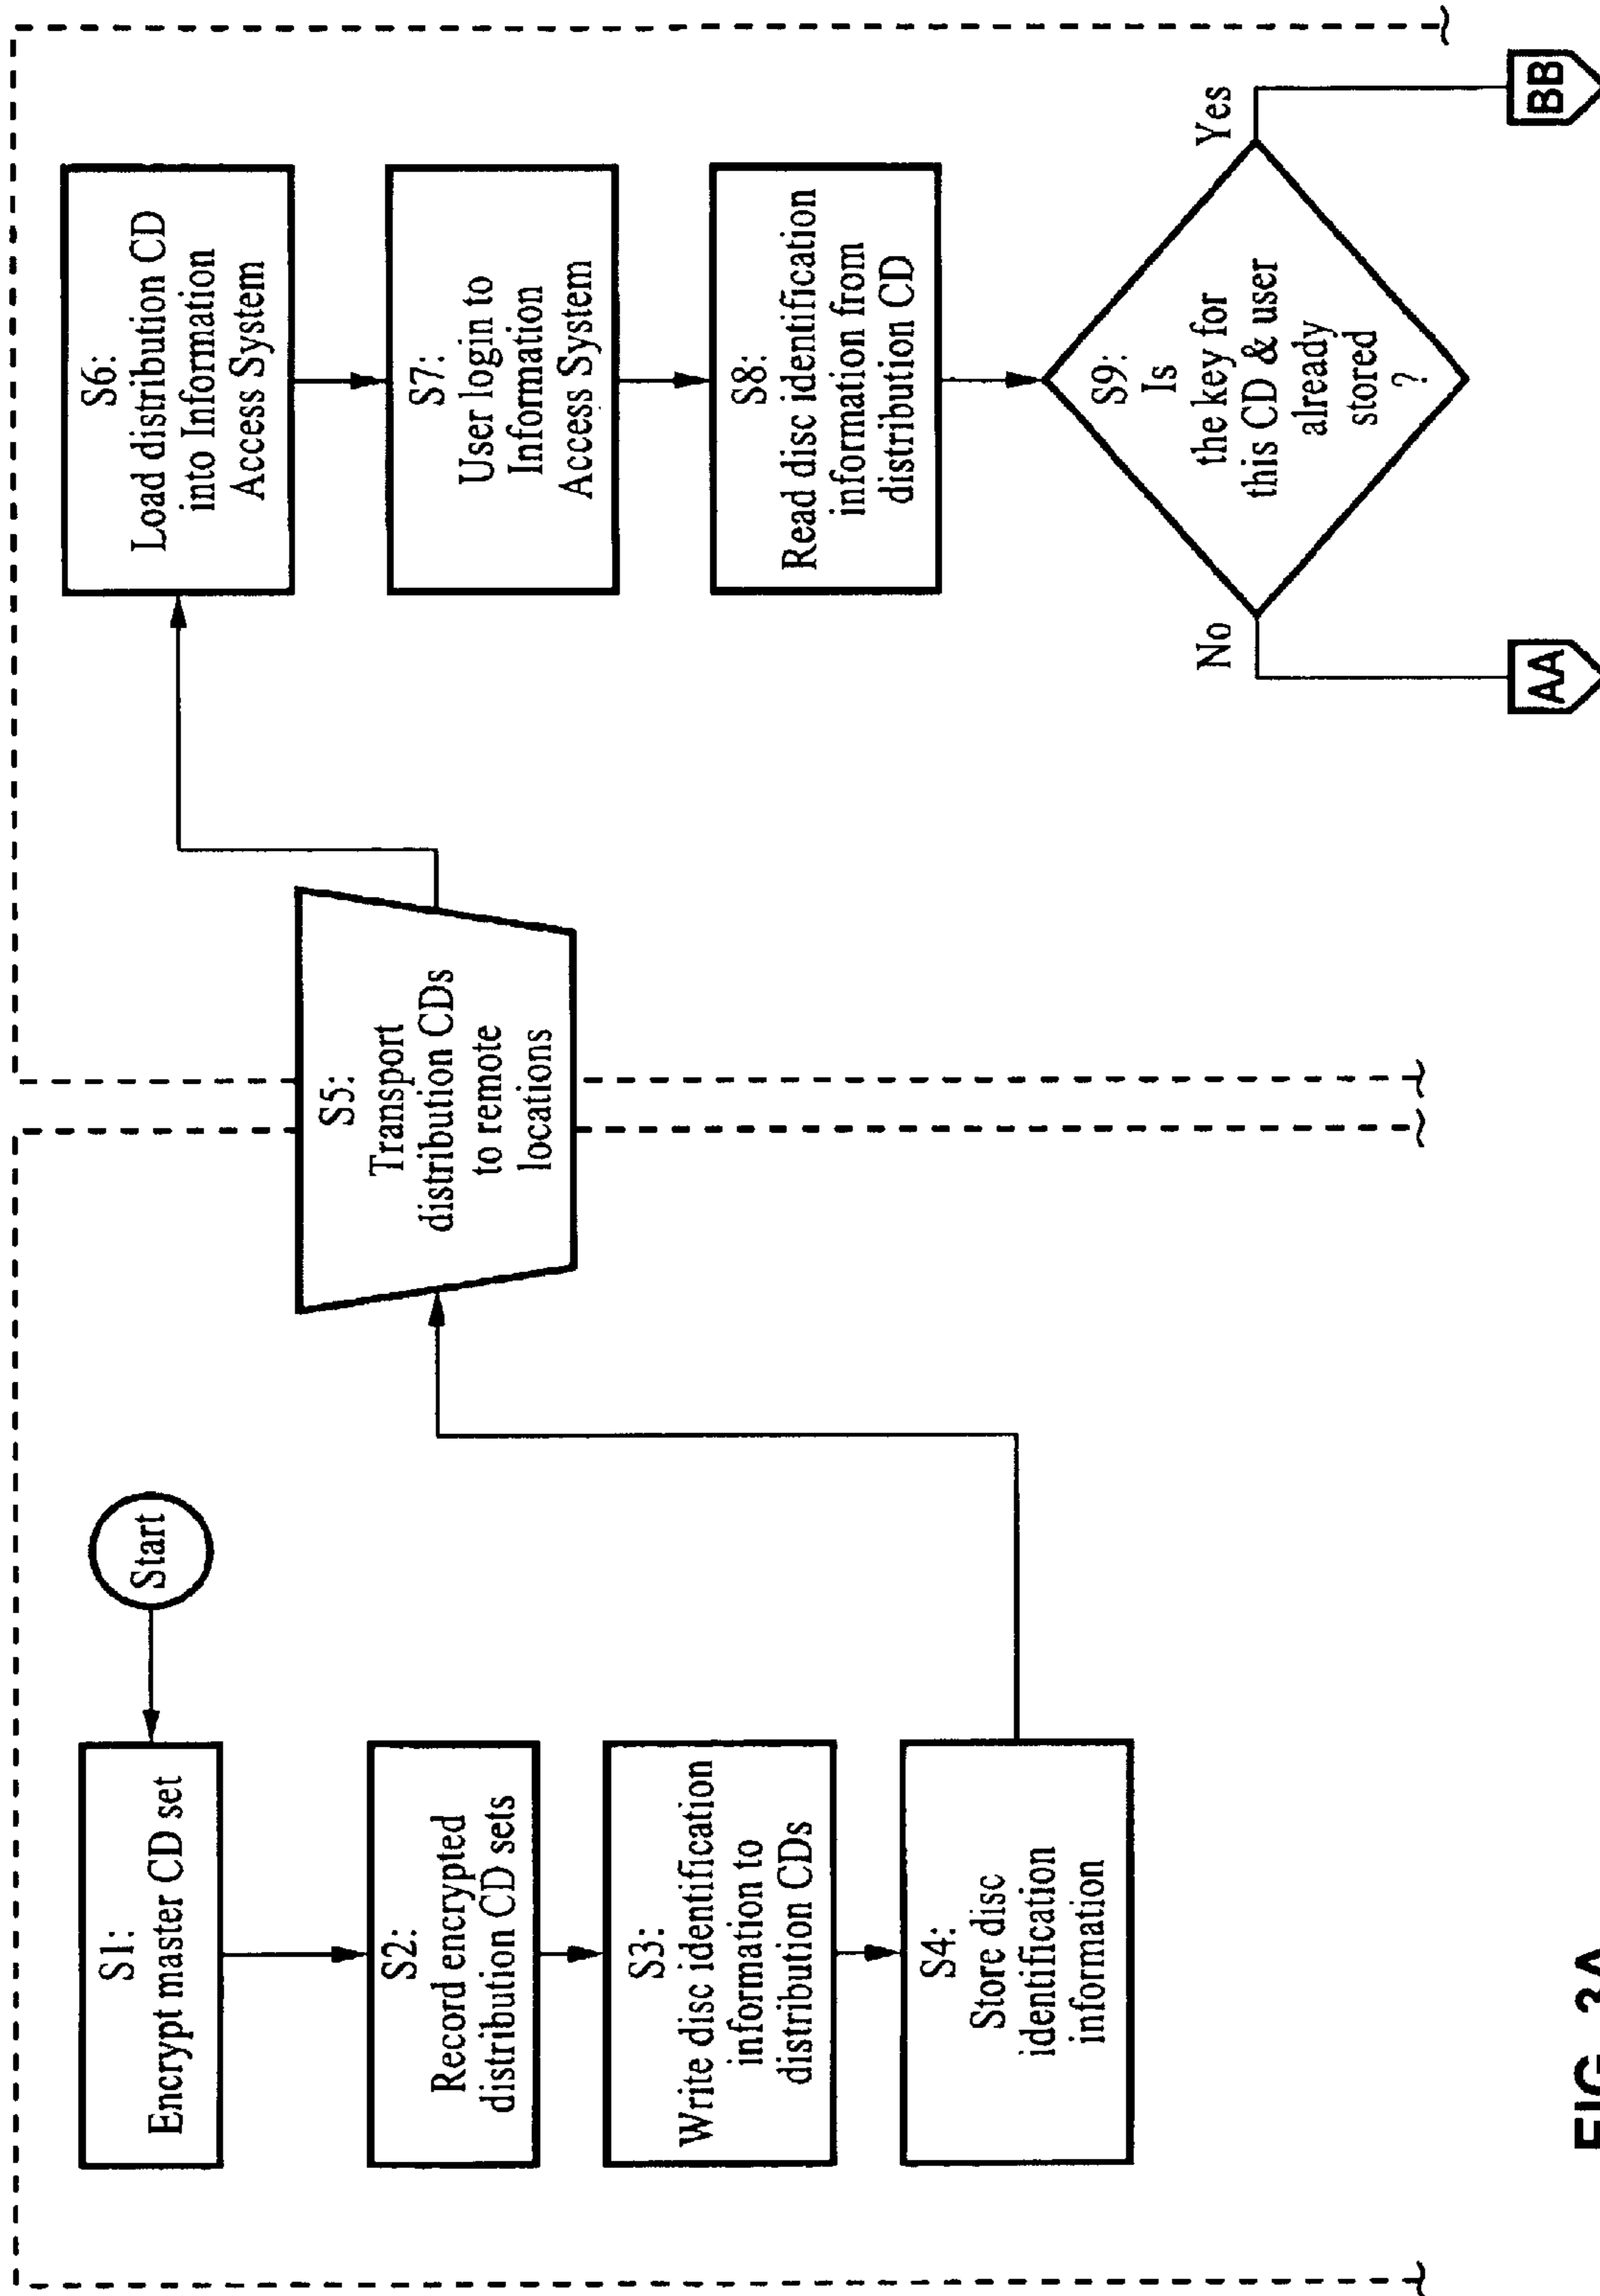 Start
S1:
Encrypt master CD set
S2:
Record encrypted
distribution CD sets
S3:
Write disc identification
information to
distribution CDs
S4:
Store disc
identification
information
S5:
Transport
distribution CDs
to remote
locations
S6:
Load distribution CD
into Information
Access System
S7:
User login to
Information
Access System
S8:
Read disc identification
information from
distribution CD
S9:
Is
the key for
this CD & user
already
stored
?
No
Yes
AA
BB
FIG. 3A